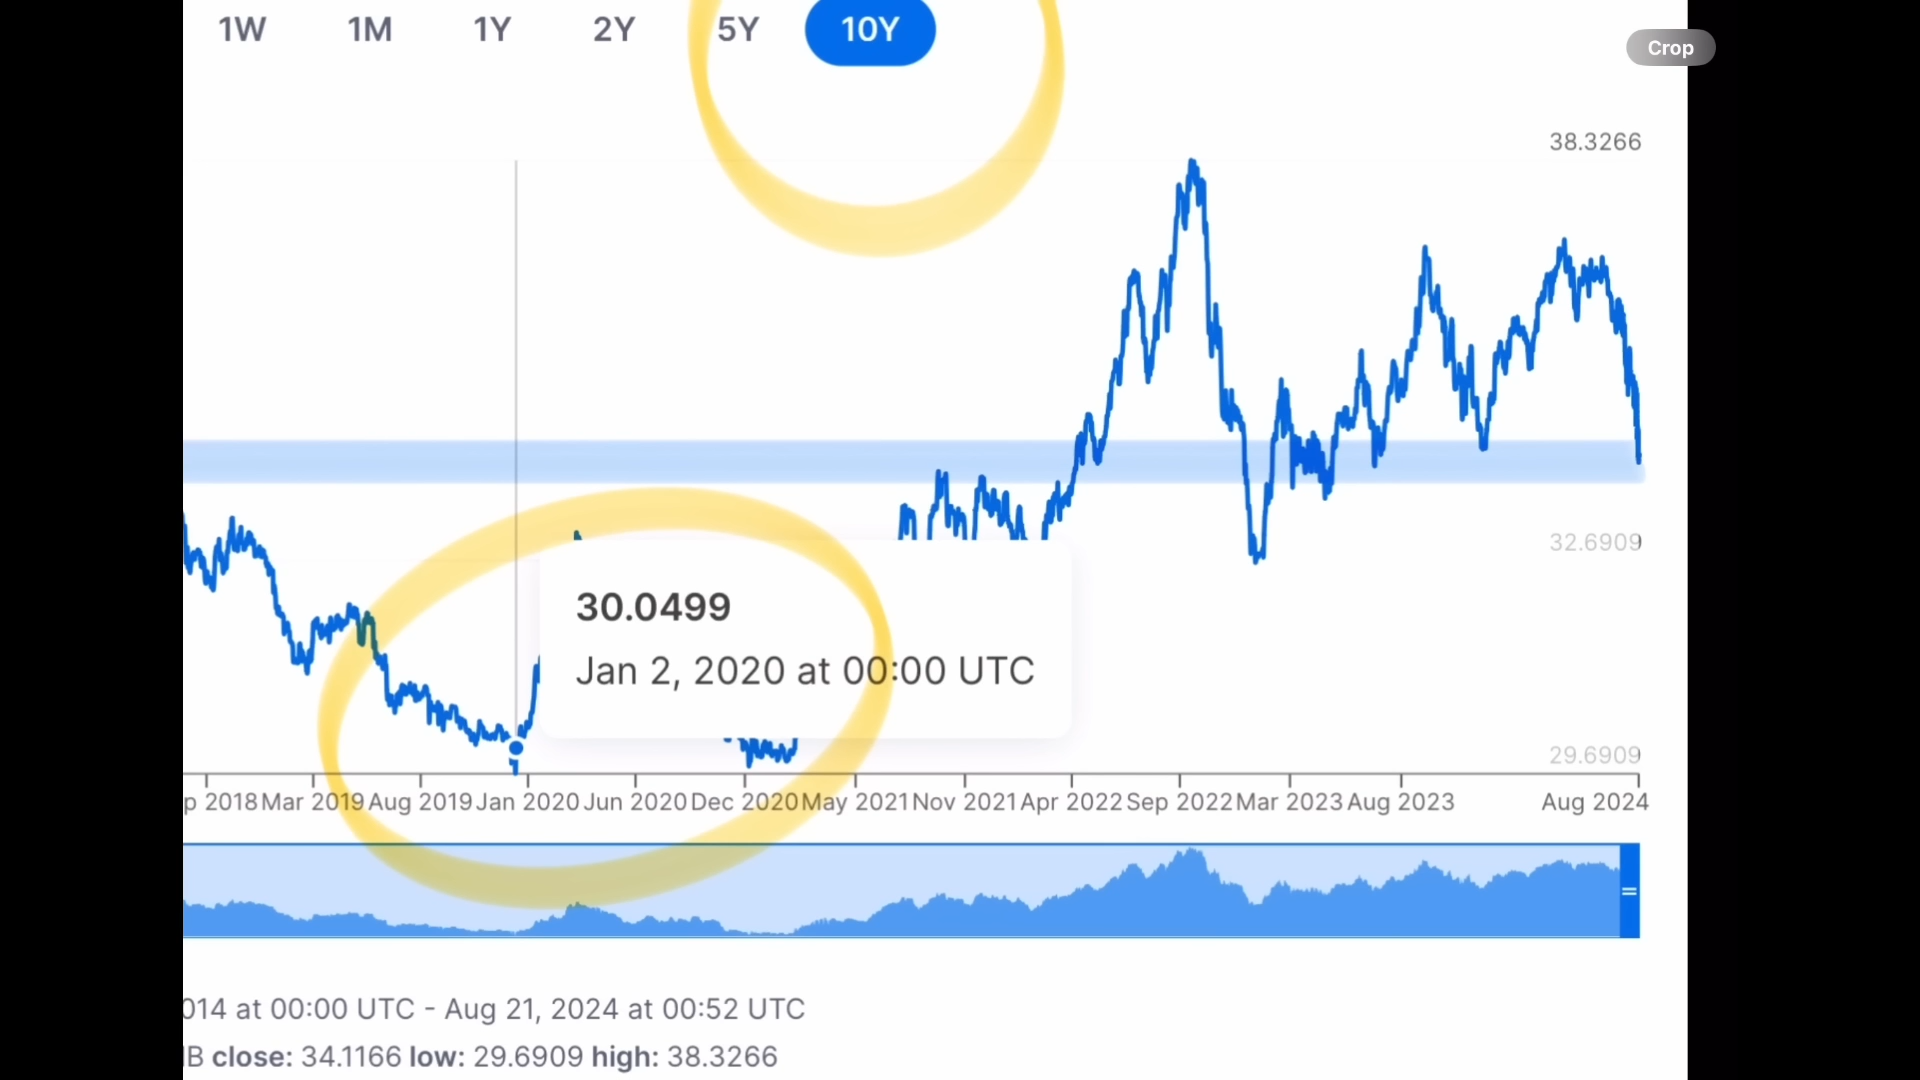 1W 1M 1Y 2Y 5Y 10Y
Crop
38.3266
32.6909
30.0499
Jan 2, 2020 at 00:00 UTC
29.6909
p 2018 Mar 2019 Aug 2019 Jan 2020 Jun 2020 Dec 2020 May 2021 Nov 2021 Apr 2022 Sep 2022 Mar 2023 Aug 2023 Aug 2024
014 at 00:00 UTC - Aug 21, 2024 at 00:52 UTC
B close: 34.1166 low: 29.6909 high: 38.3266